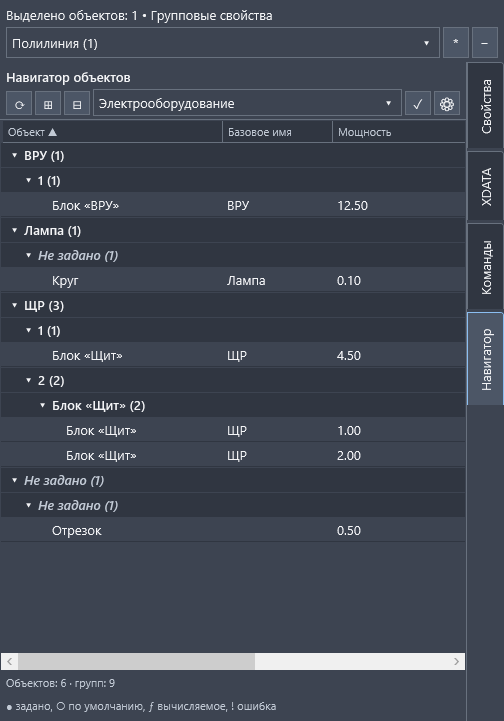 Выделено объектов: 1 • Групповые свойства
Полилиния (1)
* −
Навигатор объектов
Электрооборудование
Объект ▲ Базовое имя Мощность
ВРУ (1)
1 (1)
Блок «ВРУ» ВРУ 12.50
Лампа (1)
Не задано (1)
Круг Лампа 0.10
ЩР (3)
1 (1)
Блок «Щит» ЩР 4.50
2 (2)
Блок «Щит» (2)
Блок «Щит» ЩР 1.00
Блок «Щит» ЩР 2.00
Не задано (1)
Не задано (1)
Отрезок 0.50
Объектов: 6 · групп: 9
● задано, ○ по умолчанию, ƒ вычисляемое, ! ошибка
Свойства
XDATA
Команды
Навигатор